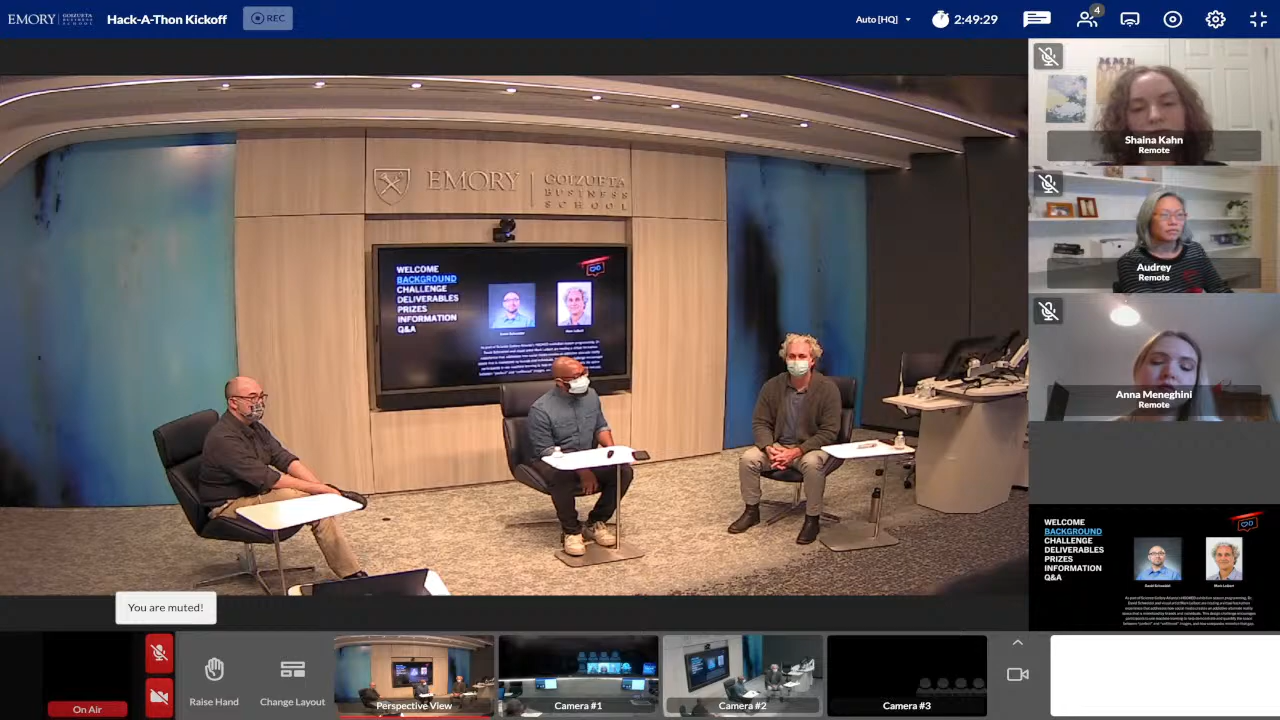 EMORY
GOIZUETA
BUSINESS
SCHOOL
Hack-A-Thon Kickoff
REC
Auto [HQ]
2:49:29
4
EMORY
GOIZUETA
BUSINESS
SCHOOL
WELCOME
BACKGROUND
CHALLENGE
DELIVERABLES
PRIZES
INFORMATION
Q&A
Shaina Kahn
Remote
Audrey
Remote
Anna Meneghini
Remote
WELCOME
BACKGROUND
CHALLENGE
DELIVERABLES
PRIZES
INFORMATION
Q&A
You are muted!
On Air
Raise Hand
Change Layout
Perspective View
Camera #1
Camera #2
Camera #3